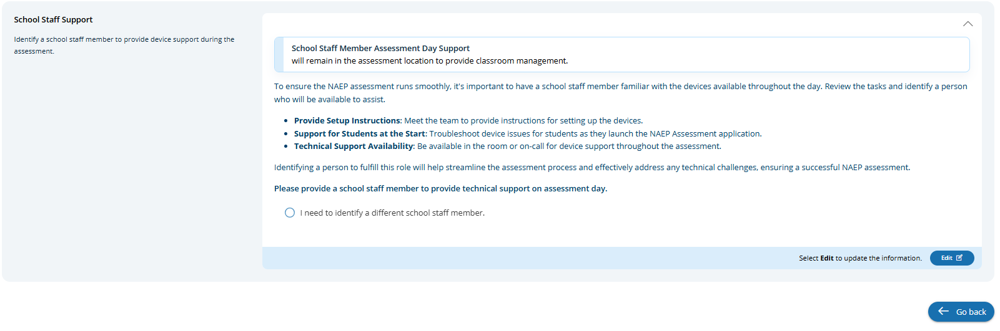 School Staff Support
Identify a school staff member to provide device support during the
assessment.
School Staff Member Assessment Day Support
will remain in the assessment location to provide classroom management.
To ensure the NAEP assessment runs smoothly, it's important to have a school staff member familiar with the devices available throughout the day. Review the tasks and identify a person
who will be available to assist.
• Provide Setup Instructions: Meet the team to provide instructions for setting up the devices.
• Support for Students at the Start: Troubleshoot device issues for students as they launch the NAEP Assessment application.
• Technical Support Availability: Be available in the room or on-call for device support throughout the assessment.
Identifying a person to fulfill this role will help streamline the assessment process and effectively address any technical challenges, ensuring a successful NAEP assessment.
Please provide a school staff member to provide technical support on assessment day.
I need to identify a different school staff member.
Select Edit to update the information. Edit
Go back